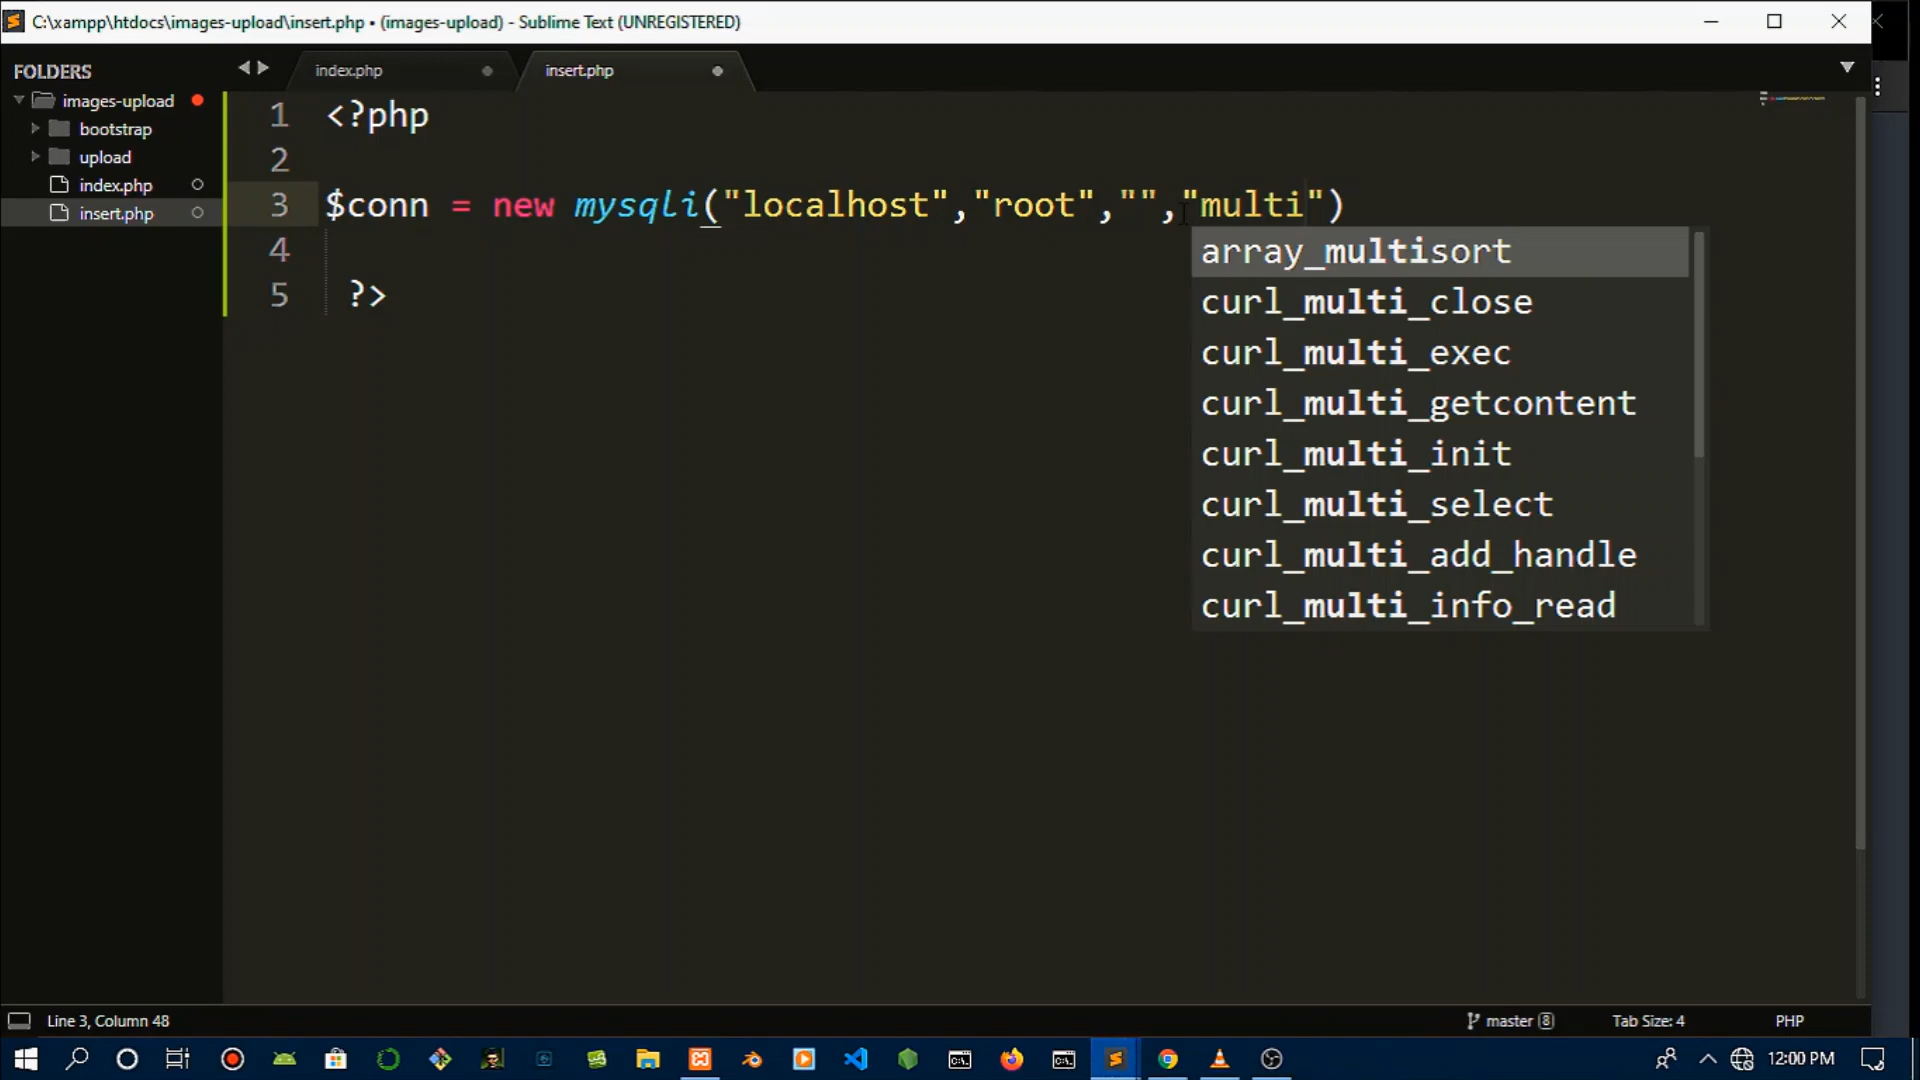 C:\xampp\htdocs\images-upload\insert.php • (images-upload) - Sublime Text (UNREGISTERED)
FOLDERS
images-upload
bootstrap
upload
index.php
insert.php
index.php
insert.php
1 <?php
2
3 $conn = new mysqli("localhost","root","","multi")
4
5 ?>
array_multisort
curl_multi_close
curl_multi_exec
curl_multi_getcontent
curl_multi_init
curl_multi_select
curl_multi_add_handle
curl_multi_info_read
Line 3, Column 48
master 8
Tab Size: 4
PHP
12:00 PM